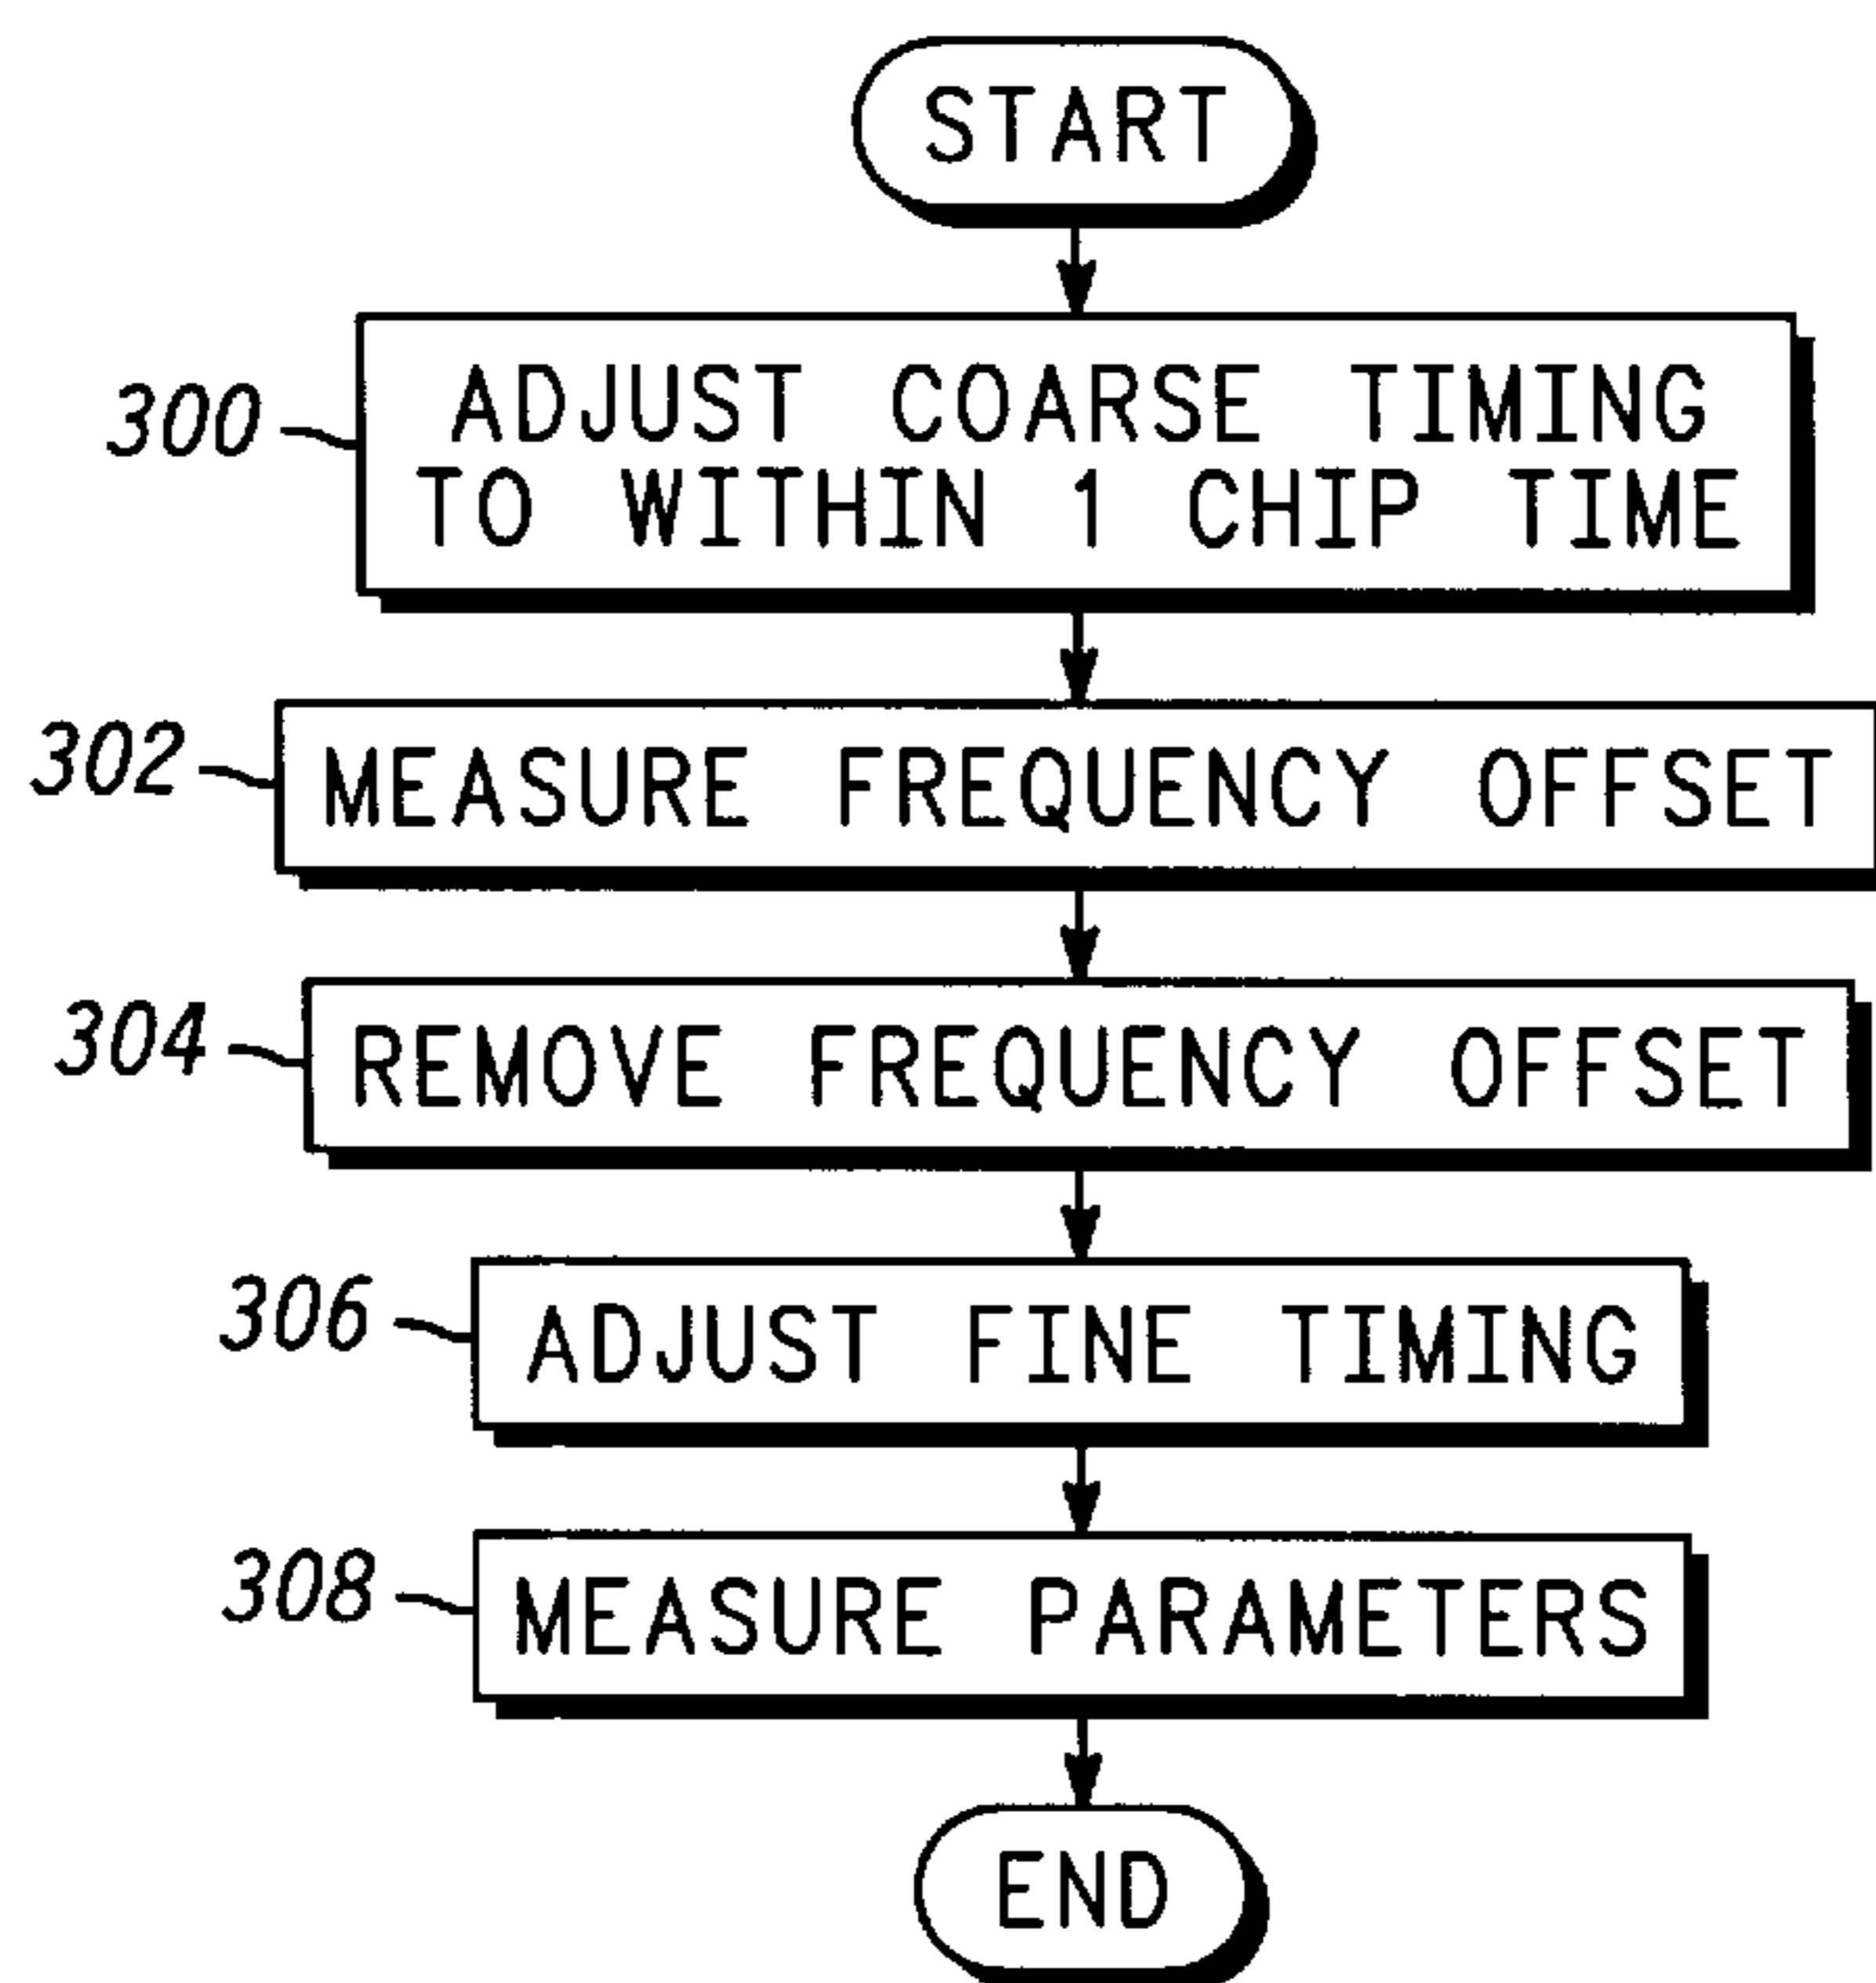 START
300
ADJUST COARSE TIMING
TO WITHIN 1 CHIP TIME
302
MEASURE FREQUENCY OFFSET
304
REMOVE FREQUENCY OFFSET
306
ADJUST FINE TIMING
308
MEASURE PARAMETERS
END